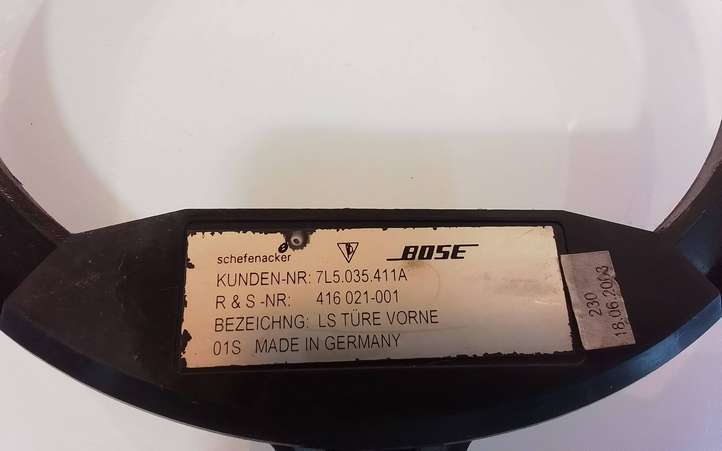 schefenacker
BOSE
KUNDEN-NR: 7L5.035.411A
R & S -NR: 416 021-001
BEZEICHNG: LS TÜRE VORNE
01S MADE IN GERMANY
230
18.06.2003